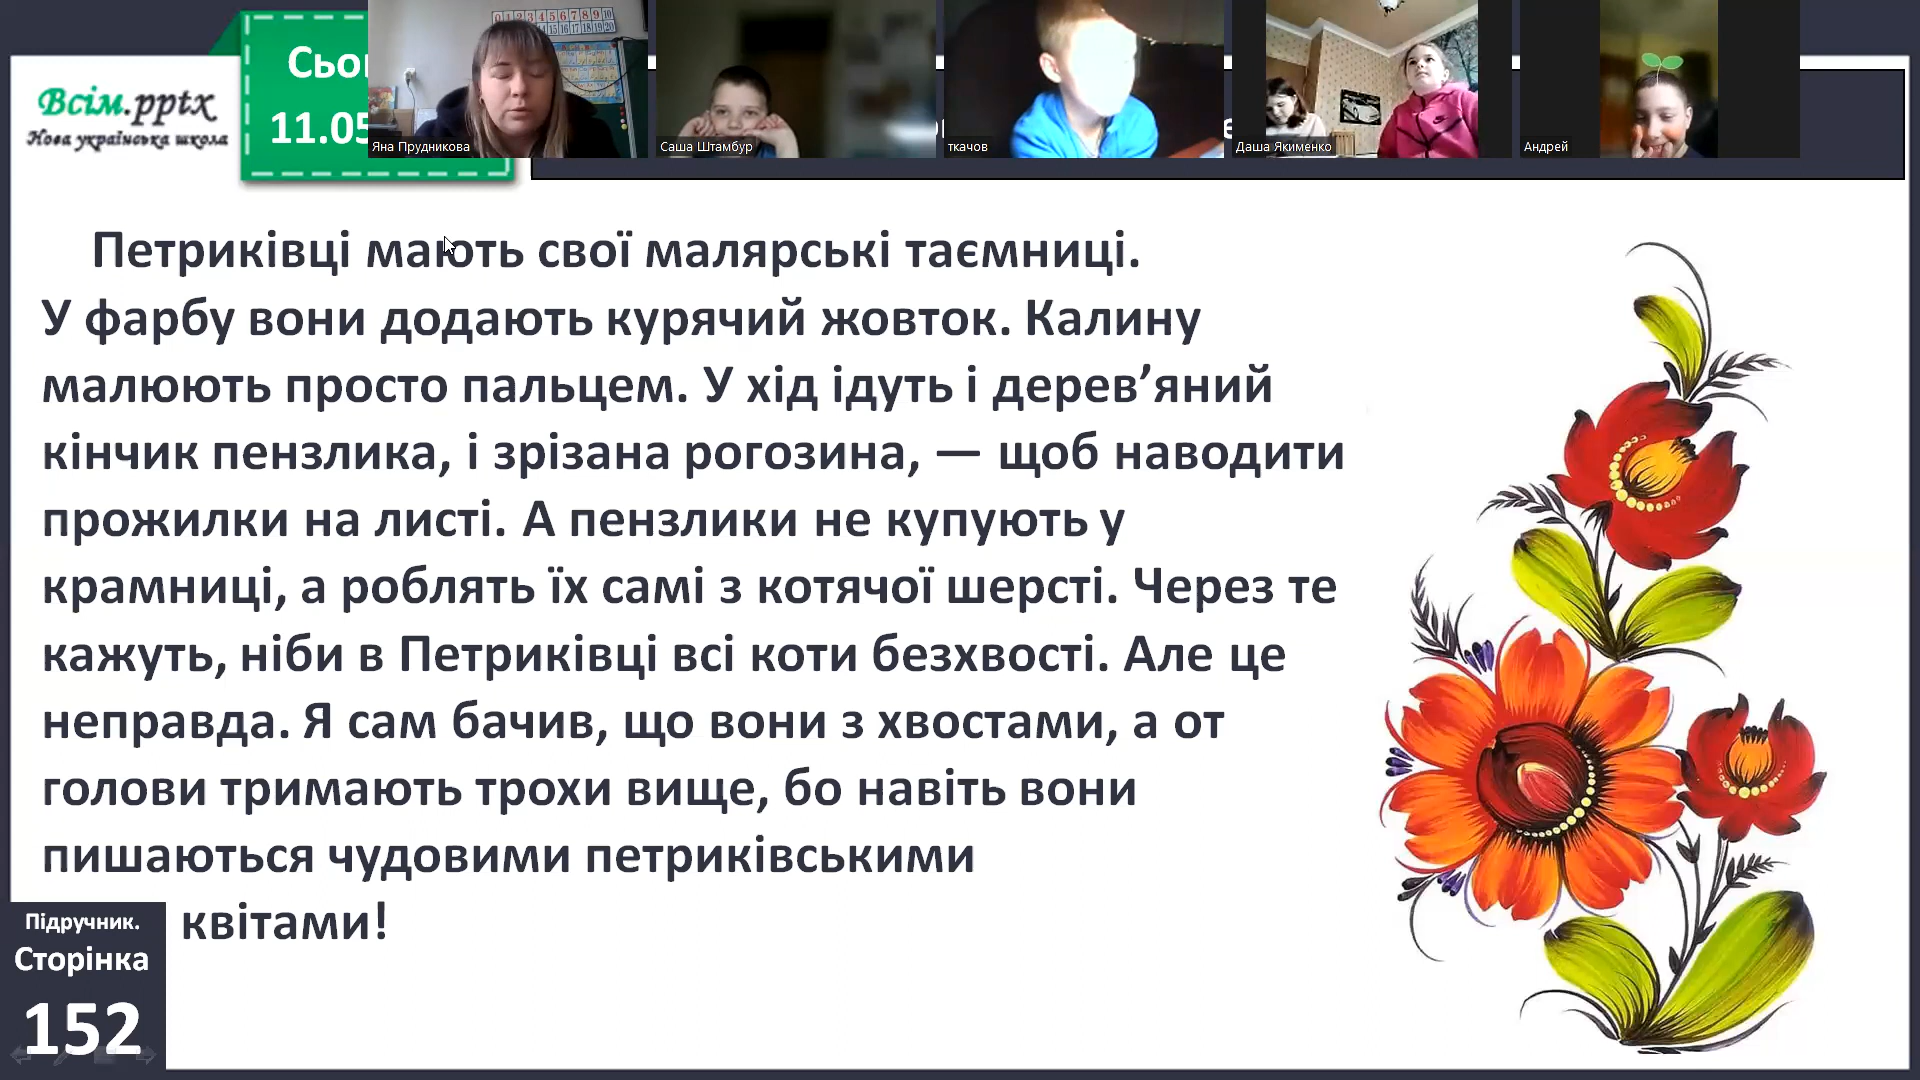 Всім.pptx
Нова українська школа
11.05
Яна Прудникова
Саша Штамбур
ткачов
Даша Якименко
Андрей
Петриківці мають свої малярські таємниці.
У фарбу вони додають курячий жовток. Калину
малюють просто пальцем. У хід ідуть і дерев’яний
кінчик пензлика, і зрізана рогозина, — щоб наводити
прожилки на листі. А пензлики не купують у
крамниці, а роблять їх самі з котячої шерсті. Через те
кажуть, ніби в Петриківці всі коти безхвості. Але це
неправда. Я сам бачив, що вони з хвостами, а от
голови тримають трохи вище, бо навіть вони
пишаються чудовими петриківськими
квітами!
Підручник.
Сторінка
152